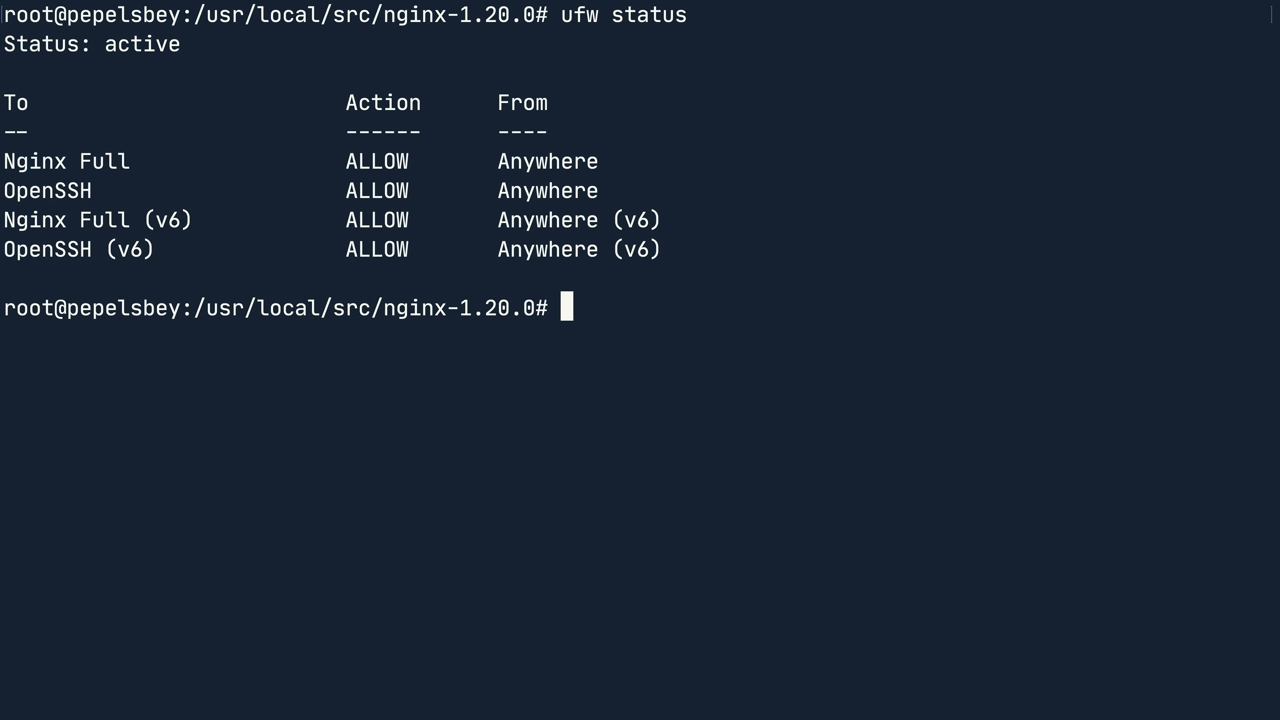 root@pepelsbey:/usr/local/src/nginx-1.20.0# ufw status
Status: active
To                         Action      From
--                         ------      ----
Nginx Full                 ALLOW       Anywhere
OpenSSH                    ALLOW       Anywhere
Nginx Full (v6)            ALLOW       Anywhere (v6)
OpenSSH (v6)               ALLOW       Anywhere (v6)
root@pepelsbey:/usr/local/src/nginx-1.20.0#